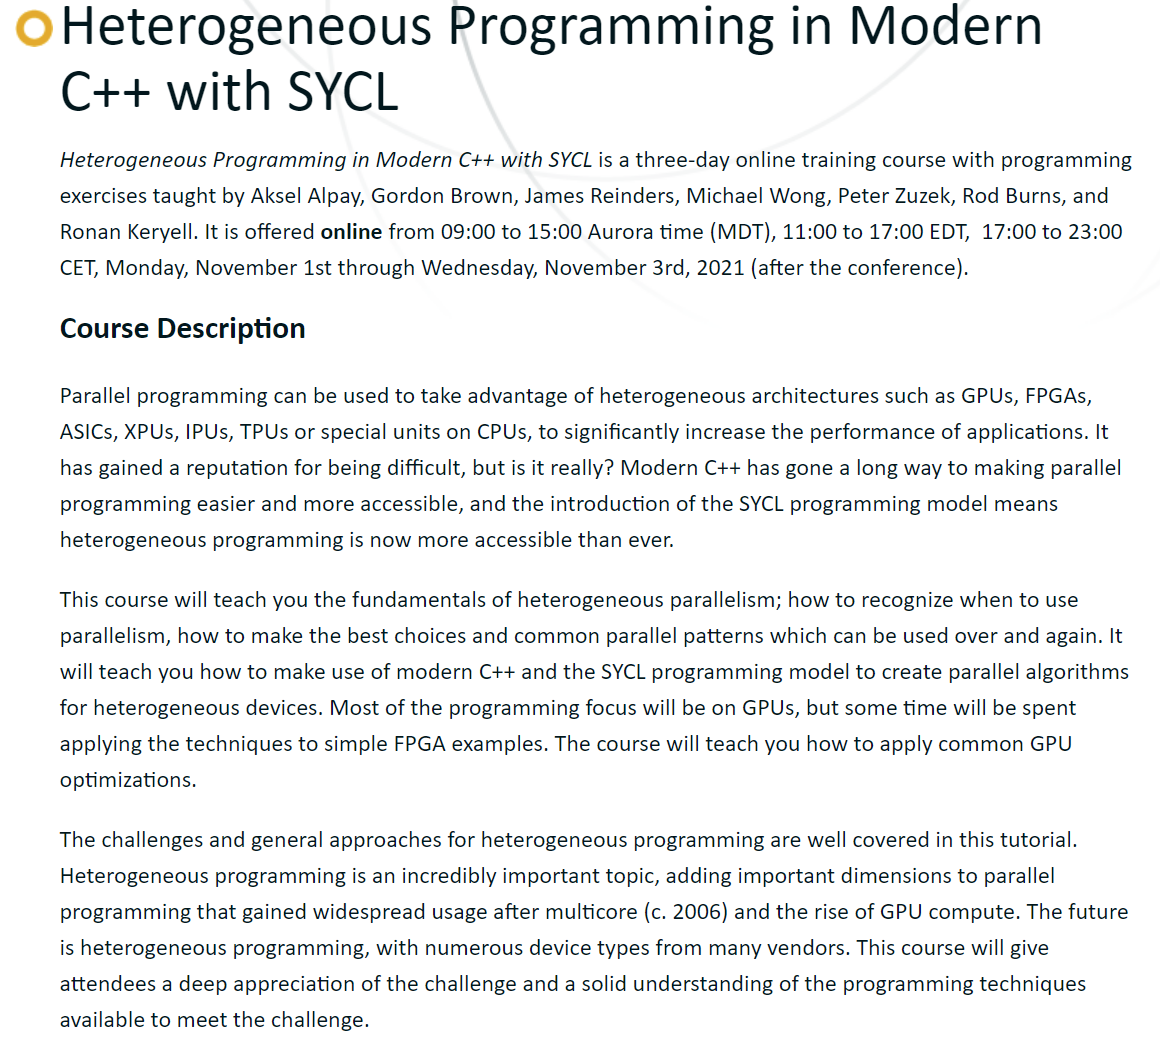 Heterogeneous Programming in Modern
C++ with SYCL
Heterogeneous Programming in Modern C++ with SYCL is a three-day online training course with programming
exercises taught by Aksel Alpay, Gordon Brown, James Reinders, Michael Wong, Peter Zuzek, Rod Burns, and
Ronan Keryell. It is offered online from 09:00 to 15:00 Aurora time (MDT), 11:00 to 17:00 EDT, 17:00 to 23:00
CET, Monday, November 1st through Wednesday, November 3rd, 2021 (after the conference).
Course Description
Parallel programming can be used to take advantage of heterogeneous architectures such as GPUs, FPGAs,
ASICs, XPUs, IPUs, TPUs or special units on CPUs, to significantly increase the performance of applications. It
has gained a reputation for being difficult, but is it really? Modern C++ has gone a long way to making parallel
programming easier and more accessible, and the introduction of the SYCL programming model means
heterogeneous programming is now more accessible than ever.
This course will teach you the fundamentals of heterogeneous parallelism; how to recognize when to use
parallelism, how to make the best choices and common parallel patterns which can be used over and again. It
will teach you how to make use of modern C++ and the SYCL programming model to create parallel algorithms
for heterogeneous devices. Most of the programming focus will be on GPUs, but some time will be spent
applying the techniques to simple FPGA examples. The course will teach you how to apply common GPU
optimizations.
The challenges and general approaches for heterogeneous programming are well covered in this tutorial.
Heterogeneous programming is an incredibly important topic, adding important dimensions to parallel
programming that gained widespread usage after multicore (c. 2006) and the rise of GPU compute. The future
is heterogeneous programming, with numerous device types from many vendors. This course will give
attendees a deep appreciation of the challenge and a solid understanding of the programming techniques
available to meet the challenge.